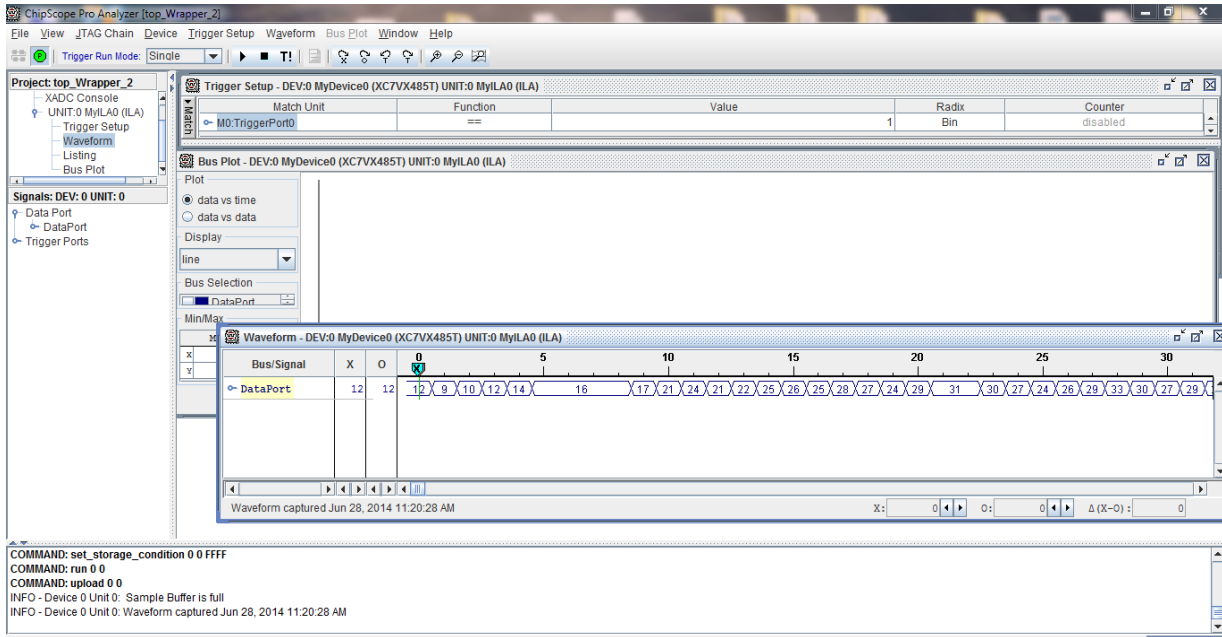 ChipScope Pro Analyzer [top_Wrapper_2]
File View JTAG Chain Device Trigger Setup Waveform Bus Plot Window Help
Trigger Run Mode: Single T!
Project: top_Wrapper_2
XADC Console
UNIT:0 MyILA0 (ILA)
Trigger Setup
Waveform
Listing
Bus Plot
Signals: DEV: 0 UNIT: 0
Data Port
DataPort
Trigger Ports
Trigger Setup - DEV:0 MyDevice0 (XC7VX485T) UNIT:0 MyILA0 (ILA)
Match
Match Unit Function Value Radix Counter
M0:TriggerPort0 == 1 Bin disabled
Bus Plot - DEV:0 MyDevice0 (XC7VX485T) UNIT:0 MyILA0 (ILA)
Plot
data vs time
data vs data
Display
line
Bus Selection
DataPort
Min/Max
X
Y
Waveform - DEV:0 MyDevice0 (XC7VX485T) UNIT:0 MyILA0 (ILA)
Bus/Signal X O 0 5 10 15 20 25 30
X
DataPort 12 12 12 9 10 12 14 16 17 21 24 21 22 25 26 25 28 27 24 29 31 30 27 24 26 29 33 30 27 29
Waveform captured Jun 28, 2014 11:20:28 AM X: 0 O: 0 Δ(X-O): 0
COMMAND: set_storage_condition 0 0 FFFF
COMMAND: run 0 0
COMMAND: upload 0 0
INFO - Device 0 Unit 0: Sample Buffer is full
INFO - Device 0 Unit 0: Waveform captured Jun 28, 2014 11:20:28 AM